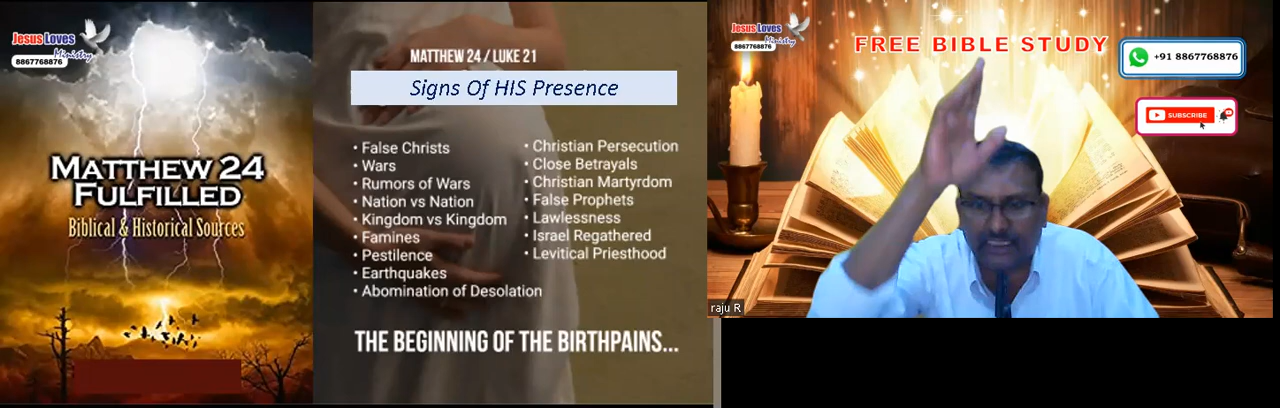 Jesus Loves
Ministry
8867768876
MATTHEW 24
FULFILLED
Biblical & Historical Sources
MATTHEW 24 / LUKE 21
Signs Of HIS Presence
• False Christs
• Wars
• Rumors of Wars
• Nation vs Nation
• Kingdom vs Kingdom
• Famines
• Pestilence
• Earthquakes
• Abomination of Desolation
• Christian Persecution
• Close Betrayals
• Christian Martyrdom
• False Prophets
• Lawlessness
• Israel Regathered
• Levitical Priesthood
THE BEGINNING OF THE BIRTHPAINS...
Jesus Loves
Ministry
8867768876
FREE BIBLE STUDY
+91 8867768876
SUBSCRIBE
raju R